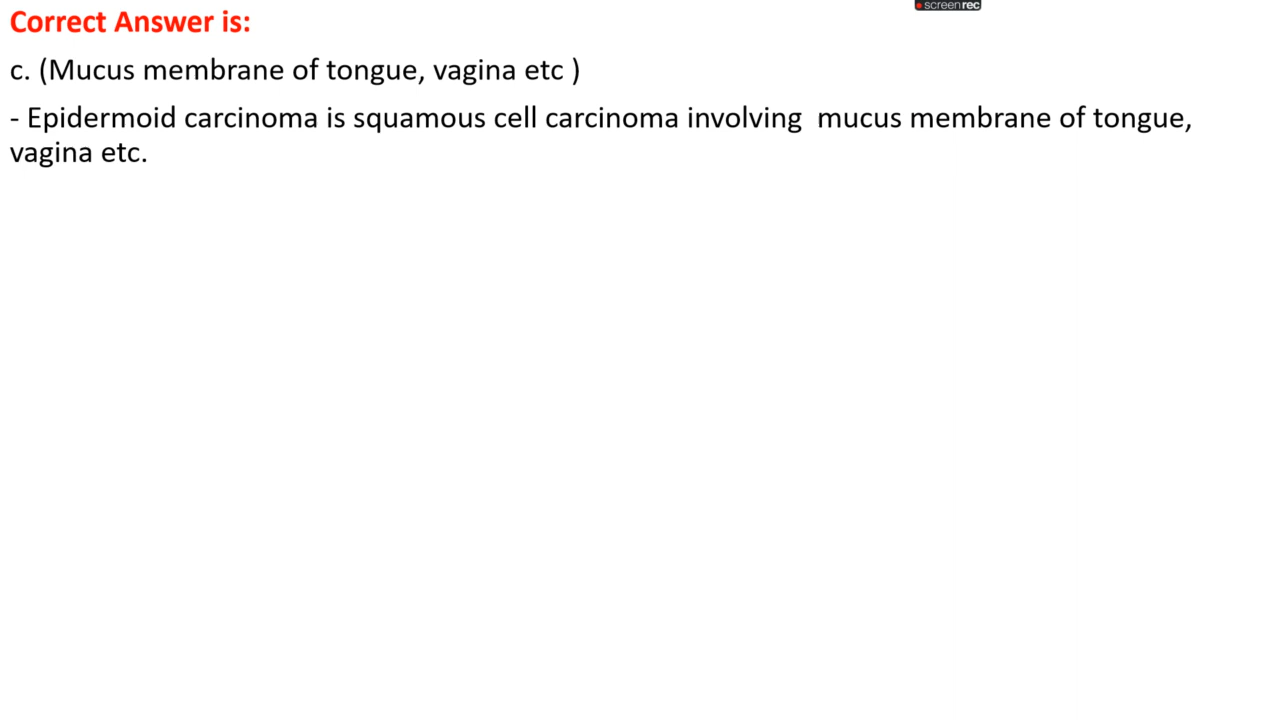 screenrec
Correct Answer is:
c. (Mucus membrane of tongue, vagina etc )
- Epidermoid carcinoma is squamous cell carcinoma involving  mucus membrane of tongue,
vagina etc.